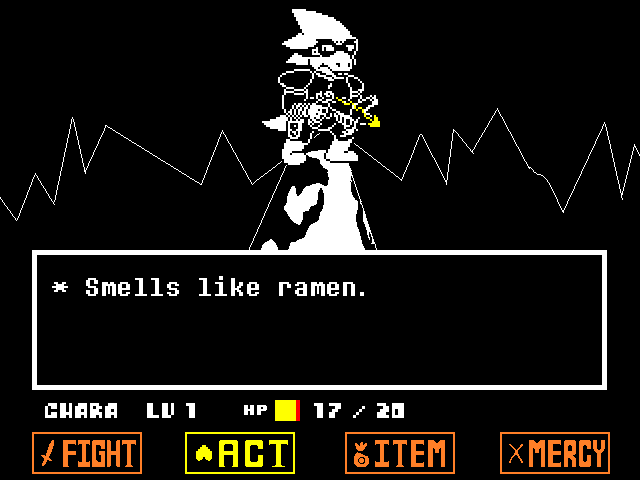 * Smells like ramen.
CHARA LV 1 HP 17 / 20
FIGHT ACT ITEM MERCY